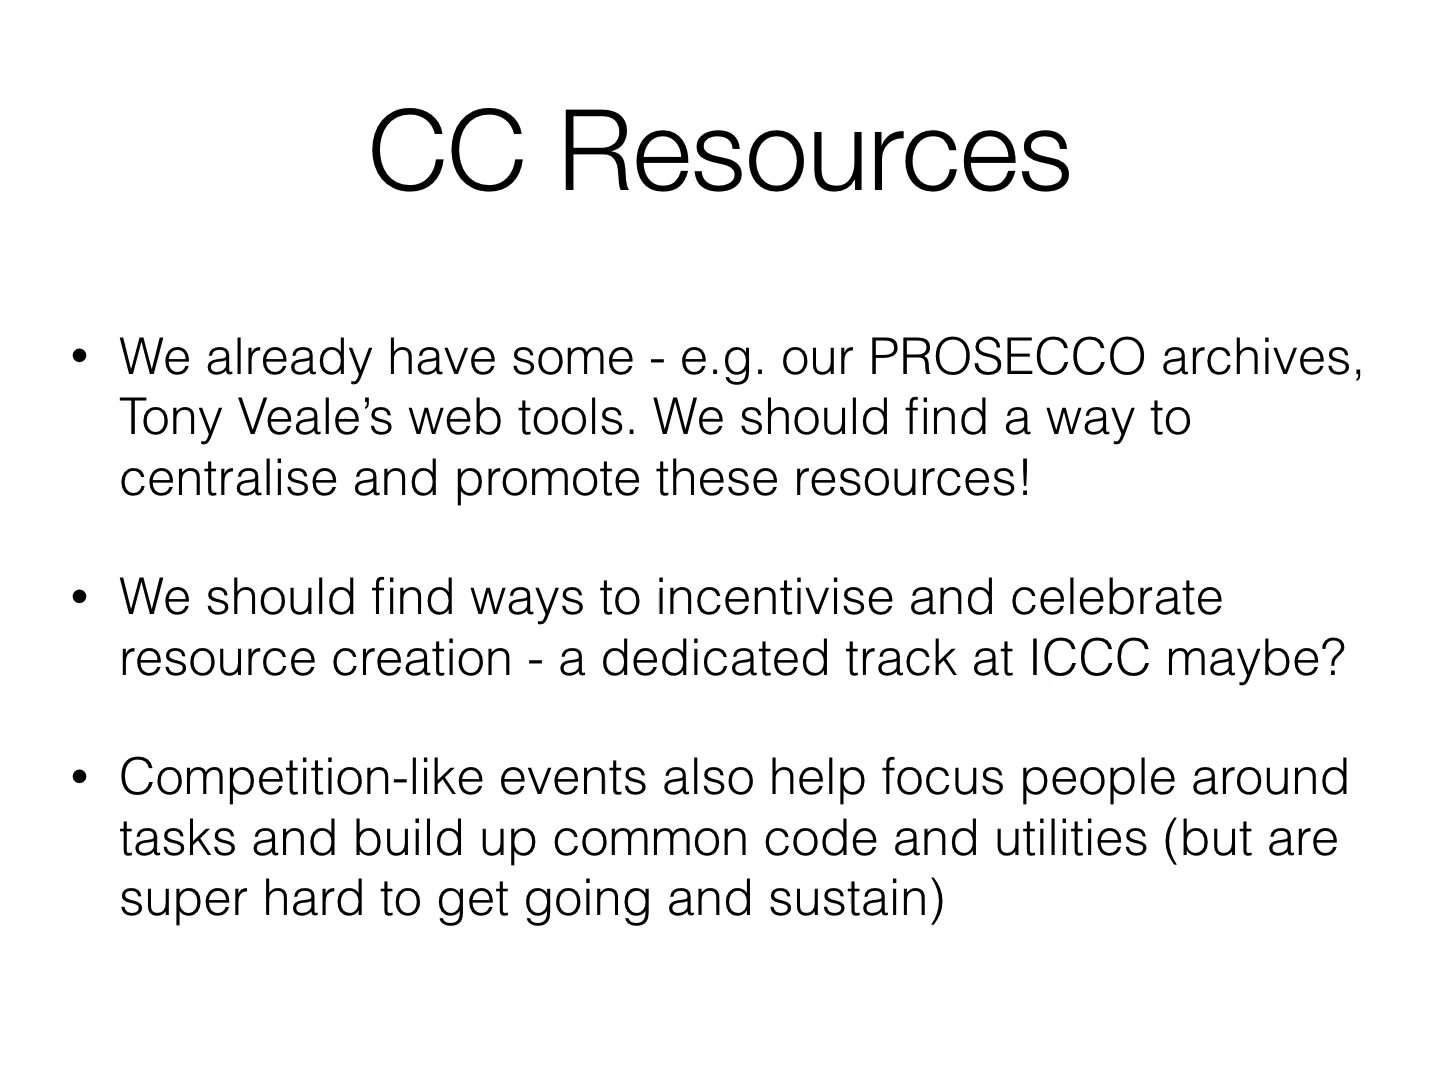 CC Resources
• We already have some - e.g. our PROSECCO archives,
Tony Veale’s web tools. We should find a way to
centralise and promote these resources!
• We should find ways to incentivise and celebrate
resource creation - a dedicated track at ICCC maybe?
• Competition-like events also help focus people around
tasks and build up common code and utilities (but are
super hard to get going and sustain)